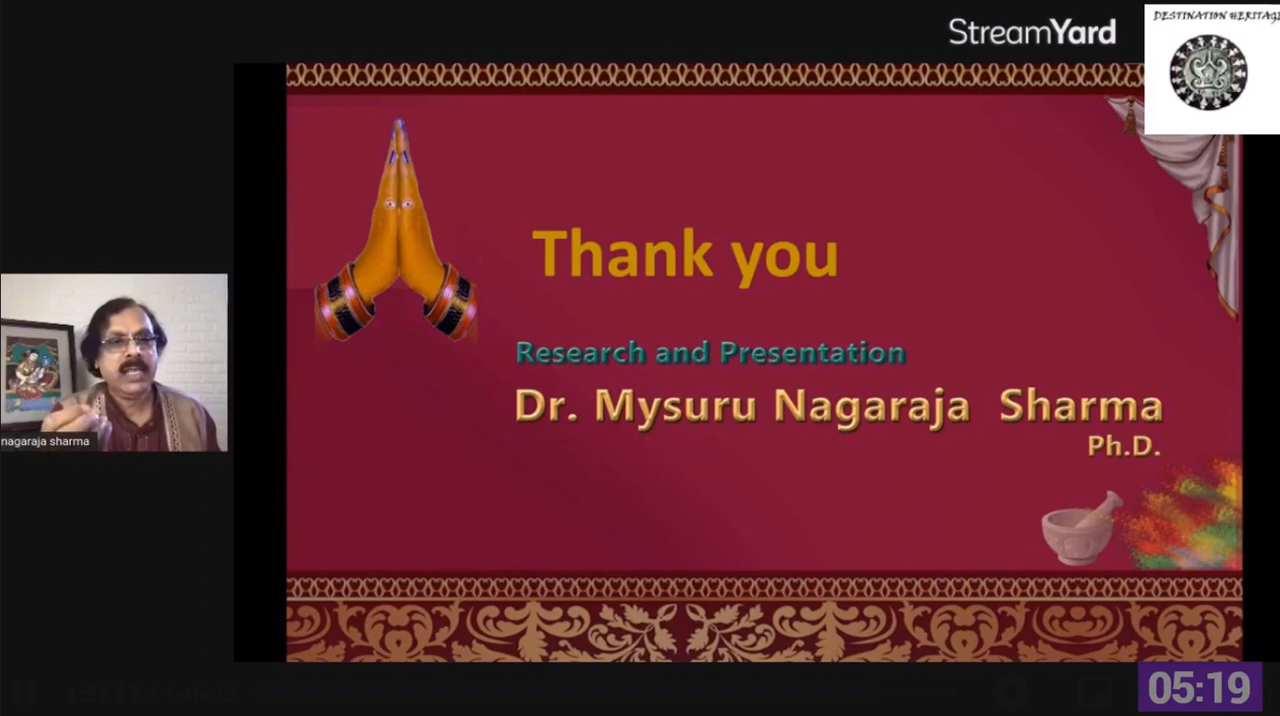 StreamYard
DESTINATION HERITAGE
Thank you
Research and Presentation
Dr. Mysuru Nagaraja Sharma
Ph.D.
nagaraja sharma
05:19